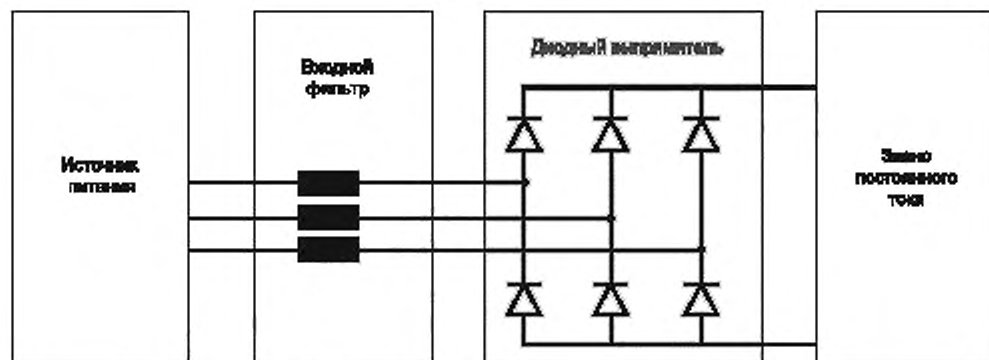 Источник
питания
Входной
фильтр
Диодный выпрямитель
Звено
постоянного
тока